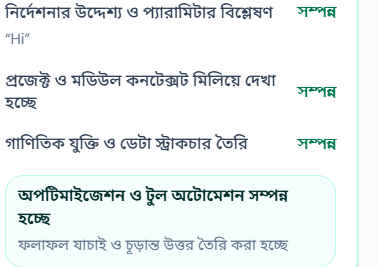 নির্দেশনার উদ্দেশ্য ও প্যারামিটার বিশ্লেষণ সম্পন্ন
“Hi”
প্রজেক্ট ও মডিউল কনটেক্সট মিলিয়ে দেখা
হচ্ছে সম্পন্ন
গাণিতিক যুক্তি ও ডেটা স্ট্রাকচার তৈরি সম্পন্ন
অপটিমাইজেশন ও টুল অটোমেশন সম্পন্ন
হচ্ছে
ফলাফল যাচাই ও চূড়ান্ত উত্তর তৈরি করা হচ্ছে